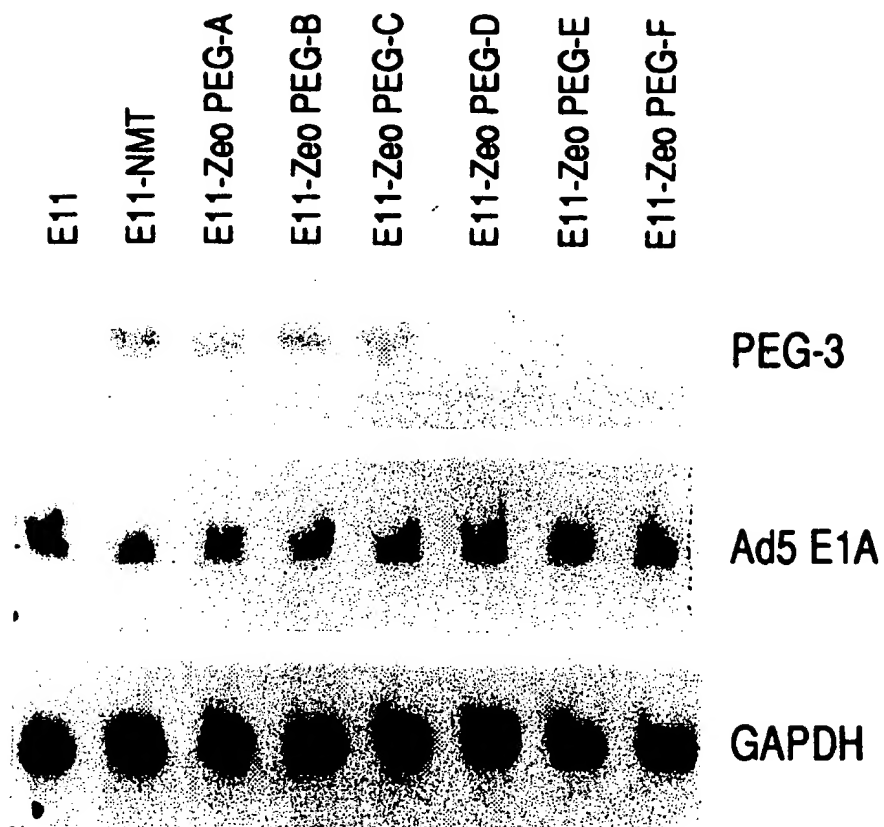 E11
E11-NMT
E11-Zeo PEG-A
E11-Zeo PEG-B
E11-Zeo PEG-C
E11-Zeo PEG-D
E11-Zeo PEG-E
E11-Zeo PEG-F
PEG-3
Ad5 E1A
GAPDH